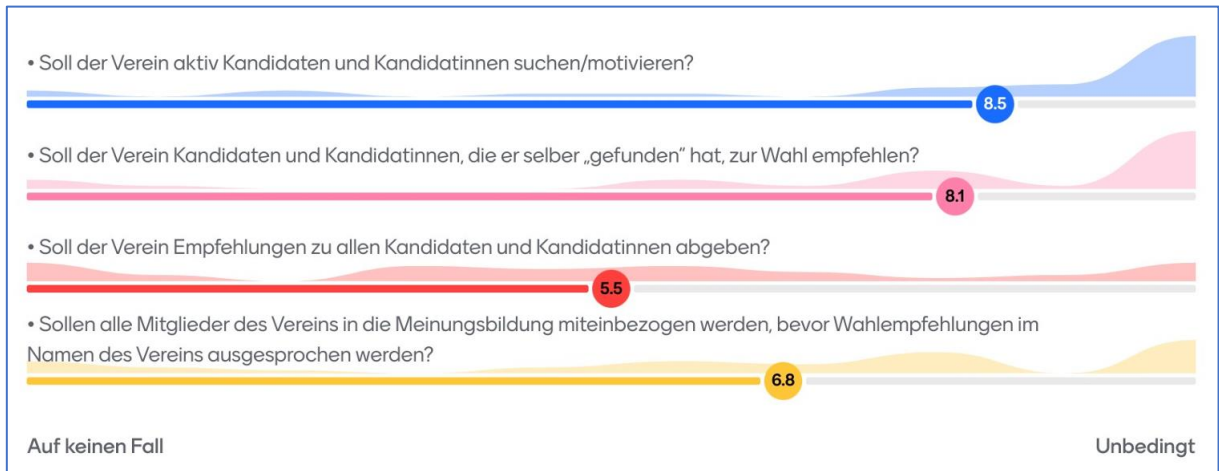 • Soll der Verein aktiv Kandidaten und Kandidatinnen suchen/motivieren?
8.5
• Soll der Verein Kandidaten und Kandidatinnen, die er selber „gefunden“ hat, zur Wahl empfehlen?
8.1
• Soll der Verein Empfehlungen zu allen Kandidaten und Kandidatinnen abgeben?
5.5
• Sollen alle Mitglieder des Vereins in die Meinungsbildung miteinbezogen werden, bevor Wahlempfehlungen im
Namen des Vereins ausgesprochen werden?
6.8
Auf keinen Fall
Unbedingt